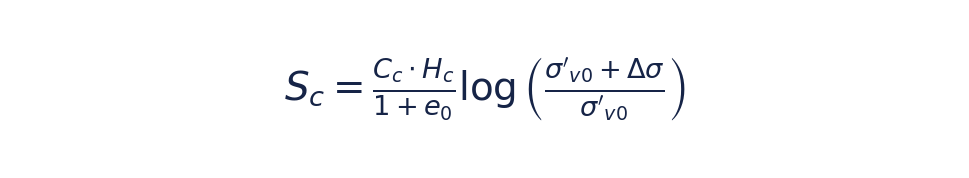 S_c = \frac{C_c \cdot H_c}{1 + e_0} \log \left( \frac{\sigma'_{v0} + \Delta\sigma}{\sigma'_{v0}} \right)